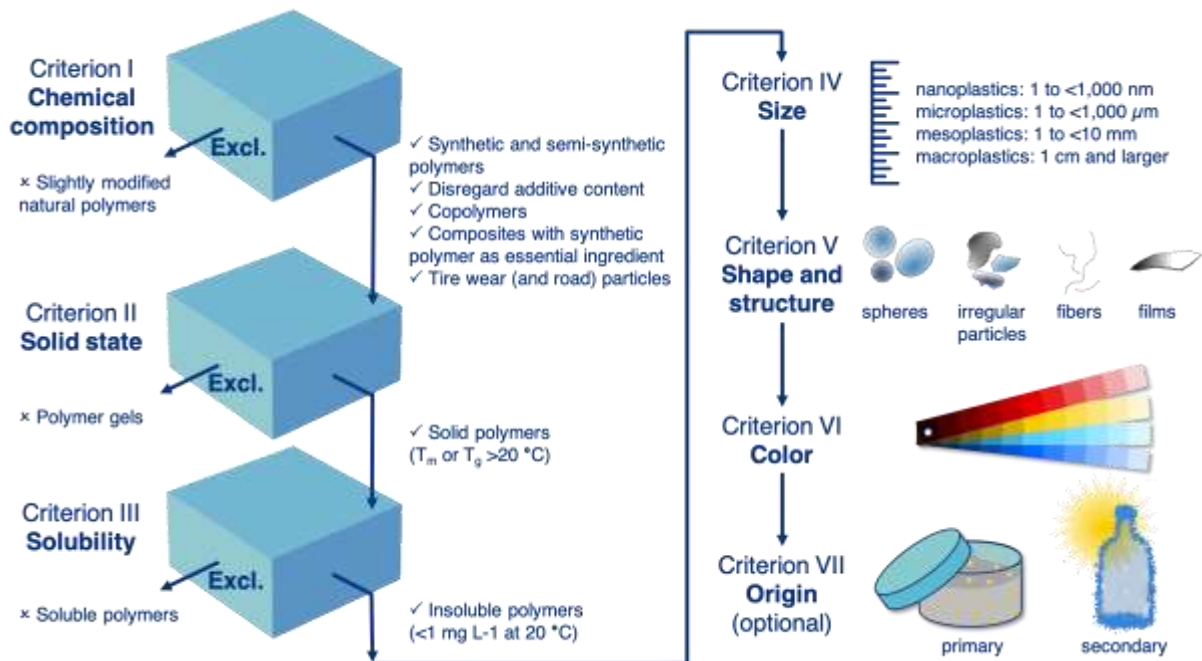 Criterion I
Chemical
composition
Excl.
× Slightly modified
natural polymers
✓ Synthetic and semi-synthetic
polymers
✓ Disregard additive content
✓ Copolymers
✓ Composites with synthetic
polymer as essential ingredient
✓ Tire wear (and road) particles
Criterion II
Solid state
Excl.
× Polymer gels
✓ Solid polymers
(Tm or Tg >20 °C)
Criterion III
Solubility
Excl.
× Soluble polymers
✓ Insoluble polymers
(<1 mg L-1 at 20 °C)
Criterion IV
Size
nanoplastics: 1 to <1,000 nm
microplastics: 1 to <1,000 µm
mesoplastics: 1 to <10 mm
macroplastics: 1 cm and larger
Criterion V
Shape and
structure
spheres
irregular
particles
fibers
films
Criterion VI
Color
Criterion VII
Origin
(optional)
primary
secondary